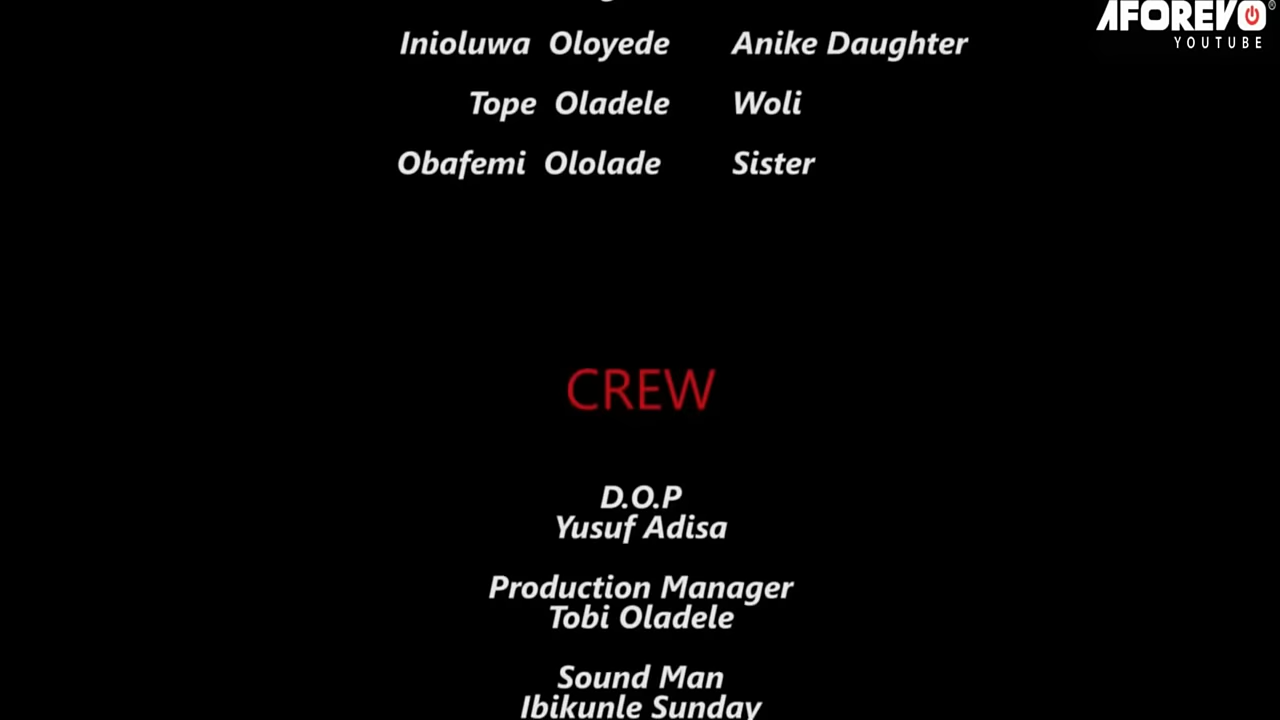 AFOREVO
YOUTUBE
Inioluwa Oloyede Anike Daughter
Tope Oladele Woli
Obafemi Ololade Sister
CREW
D.O.P
Yusuf Adisa
Production Manager
Tobi Oladele
Sound Man
Ibikunle Sunday